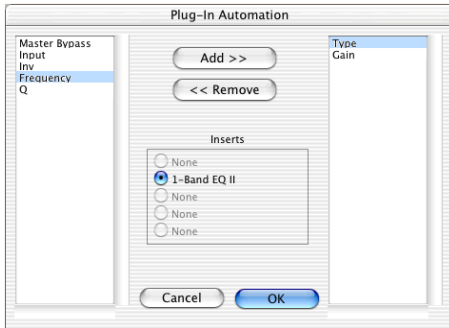 Plug-In Automation
Master Bypass
Input
Inv
Frequency
Q
Add >>
<< Remove
Inserts
None
1-Band EQ II
None
None
None
Type
Gain
Cancel
OK